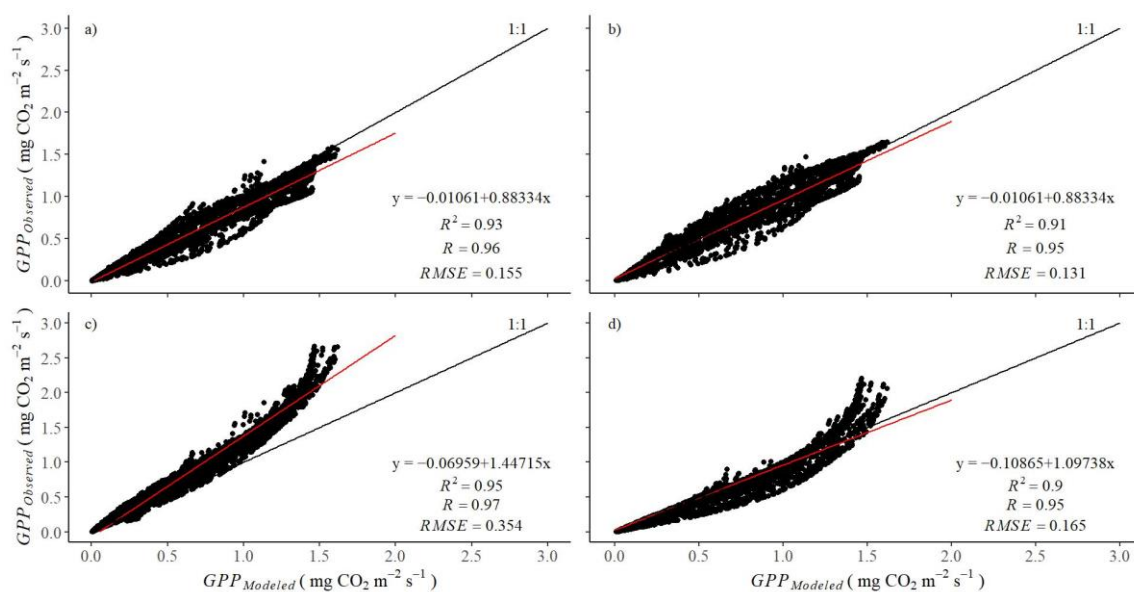 a) 1:1
3.0
2.5
2.0
1.5
1.0
0.5
0.0
GPP_Observed ( mg CO₂ m⁻² s⁻¹ )
y = −0.01061+0.88334x
R² = 0.93
R = 0.96
RMSE = 0.155
b) 1:1
y = −0.01061+0.88334x
R² = 0.91
R = 0.95
RMSE = 0.131
c) 1:1
3.0
2.5
2.0
1.5
1.0
0.5
0.0
GPP_Observed ( mg CO₂ m⁻² s⁻¹ )
y = −0.06959+1.44715x
R² = 0.95
R = 0.97
RMSE = 0.354
0.0 0.5 1.0 1.5 2.0 2.5 3.0
GPP_Modeled ( mg CO₂ m⁻² s⁻¹ )
d) 1:1
y = −0.10865+1.09738x
R² = 0.9
R = 0.95
RMSE = 0.165
0.0 0.5 1.0 1.5 2.0 2.5 3.0
GPP_Modeled ( mg CO₂ m⁻² s⁻¹ )